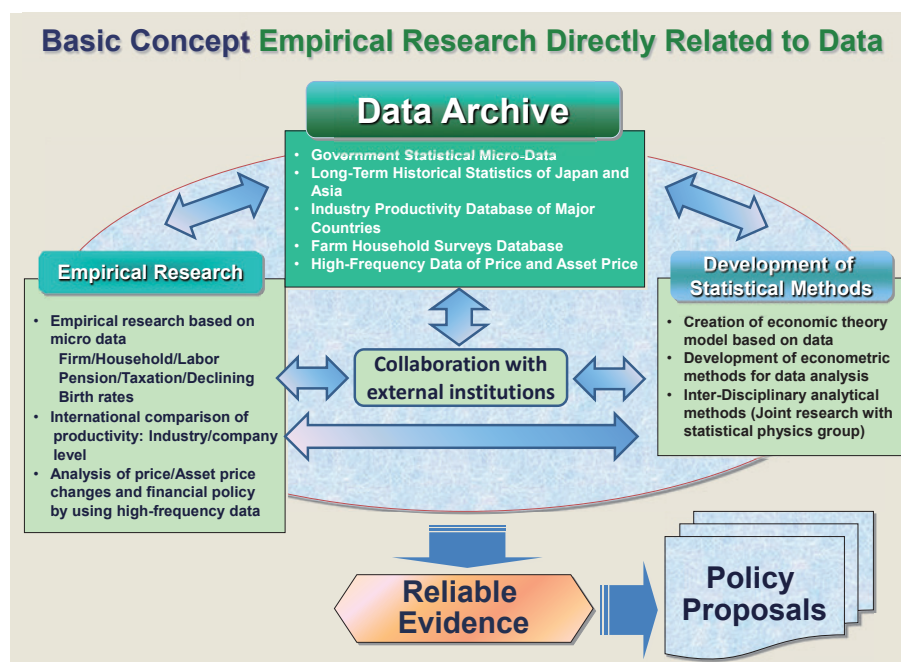 Basic Concept Empirical Research Directly Related to Data
Data Archive
• Government Statistical Micro-Data
• Long-Term Historical Statistics of Japan and
Asia
• Industry Productivity Database of Major
Countries
• Farm Household Surveys Database
• High-Frequency Data of Price and Asset Price
Empirical Research
• Empirical research based on
micro data
Firm/Household/Labor
Pension/Taxation/Declining
Birth rates
• International comparison of
productivity: Industry/company
level
• Analysis of price/Asset price
changes and financial policy
by using high-frequency data
Collaboration with
external institutions
Development of
Statistical Methods
• Creation of economic theory
model based on data
• Development of econometric
methods for data analysis
• Inter-Disciplinary analytical
methods (Joint research with
statistical physics group)
Reliable
Evidence
Policy
Proposals